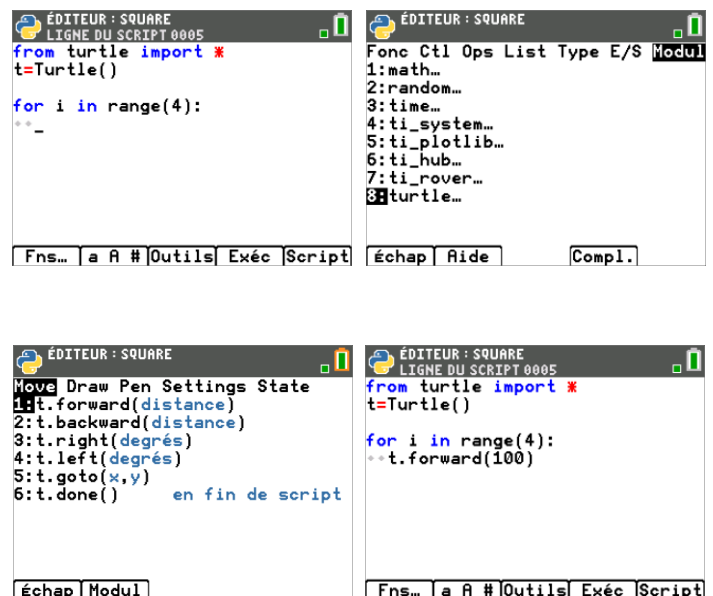 ÉDITEUR : SQUARE
LIGNE DU SCRIPT 0005
from turtle import *
t=Turtle()
for i in range(4):
··_
Fns… a A # Outils Exéc Script
ÉDITEUR : SQUARE
Fonc Ctl Ops List Type E/S Modul
1:math…
2:random…
3:time…
4:ti_system…
5:ti_plotlib…
6:ti_hub…
7:ti_rover…
8:turtle…
échap Aide Compl.
ÉDITEUR : SQUARE
Move Draw Pen Settings State
1:t.forward(distance)
2:t.backward(distance)
3:t.right(degrés)
4:t.left(degrés)
5:t.goto(x,y)
6:t.done() en fin de script
échap Modul
ÉDITEUR : SQUARE
LIGNE DU SCRIPT 0005
from turtle import *
t=Turtle()
for i in range(4):
··t.forward(100)
Fns… a A # Outils Exéc Script